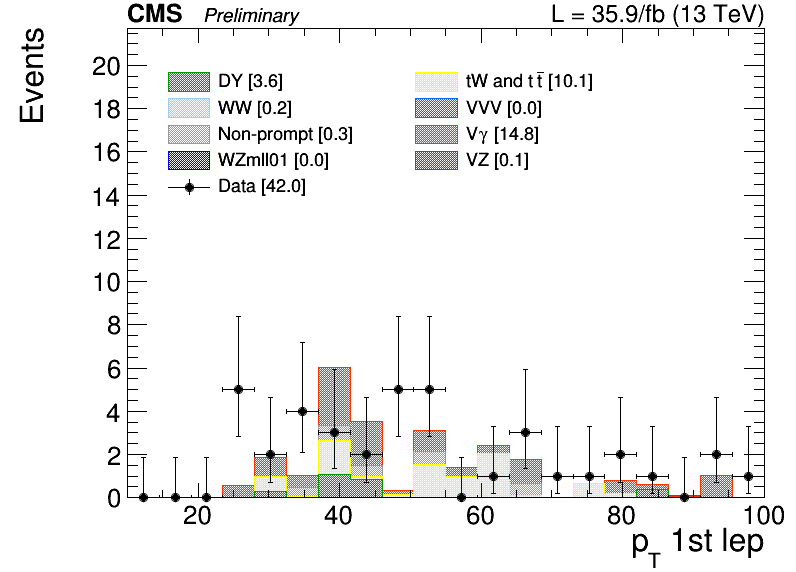 CMS Preliminary L = 35.9/fb (13 TeV)
Events
20
18
16
14
12
10
8
6
4
2
0
DY [3.6]
WW [0.2]
Non-prompt [0.3]
WZmll01 [0.0]
Data [42.0]
tW and tt̅ [10.1]
VVV [0.0]
Vγ [14.8]
VZ [0.1]
20 40 60 80 100
p_T 1st lep